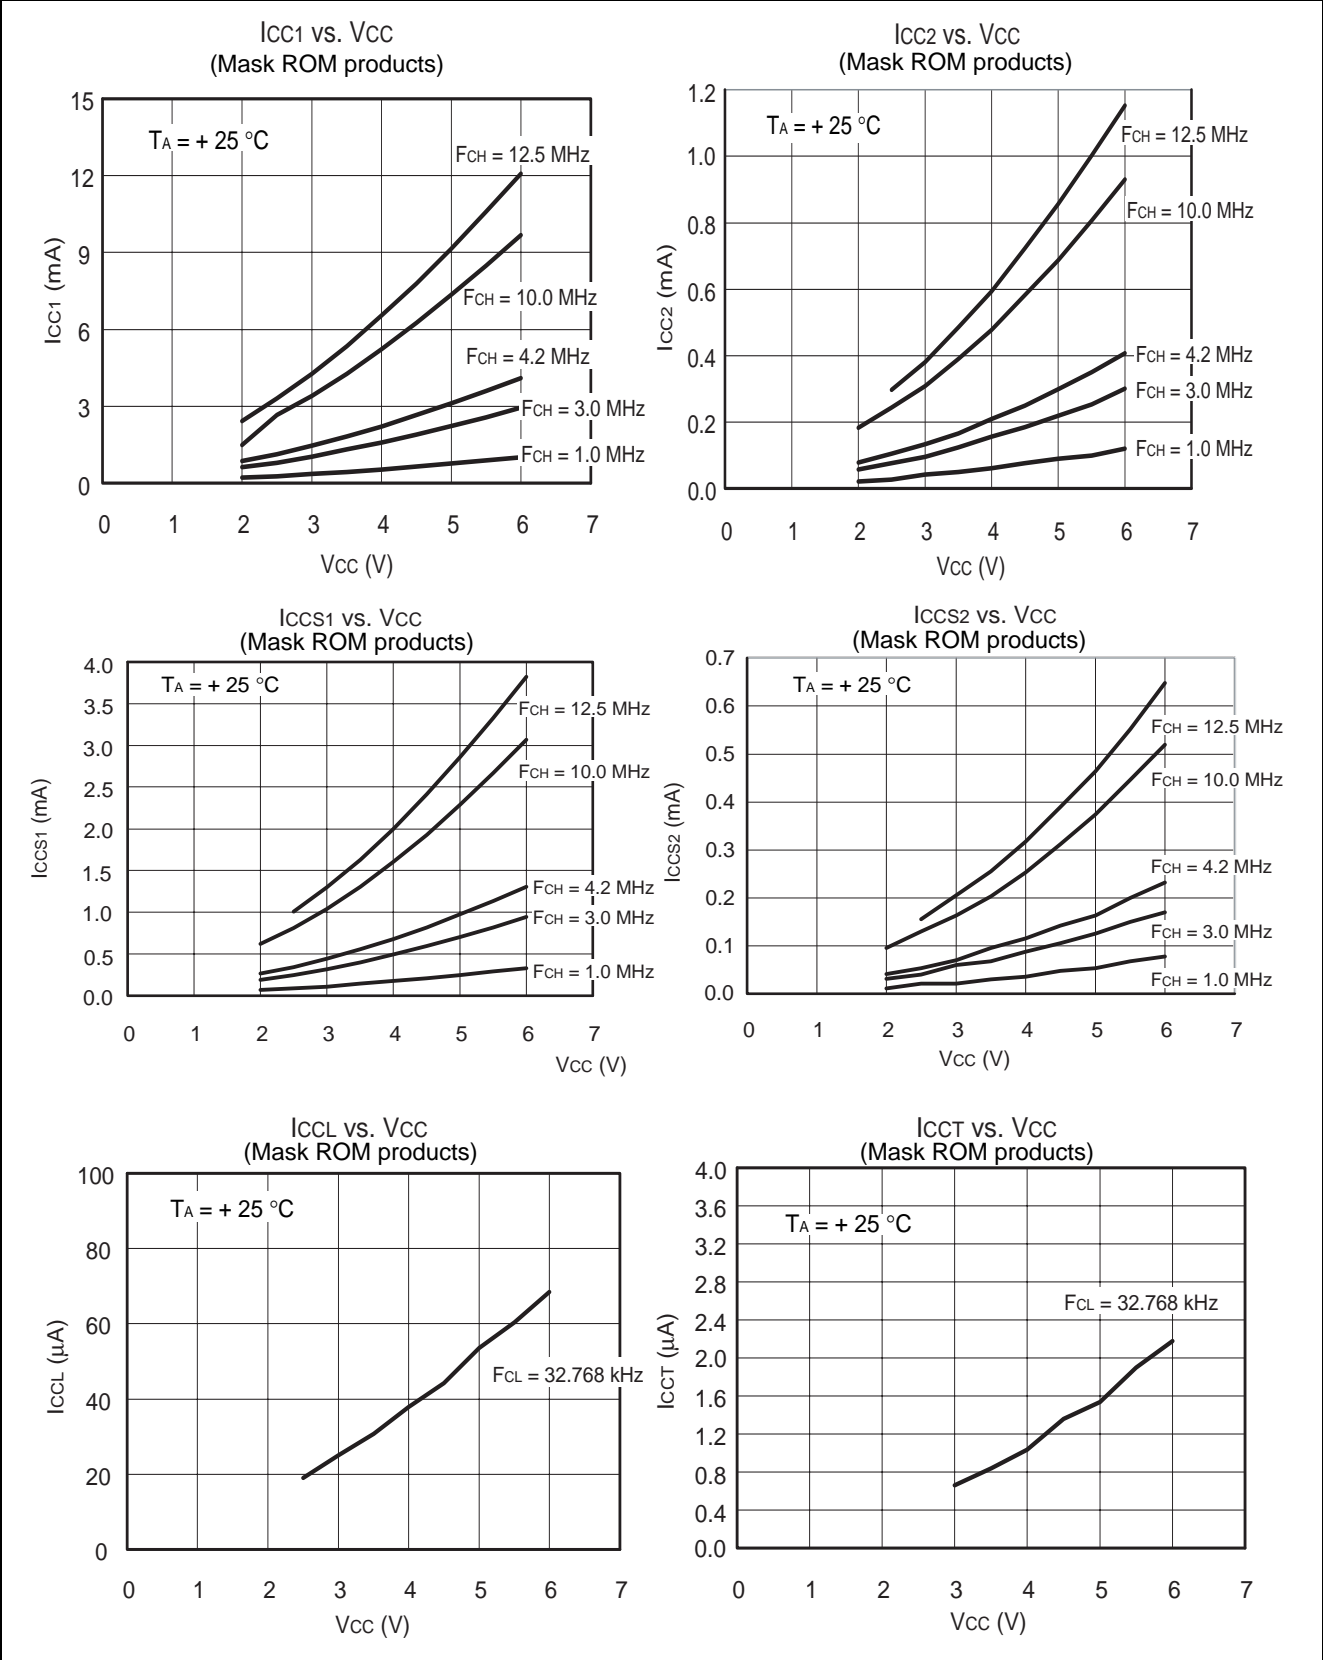 ICC1 vs. VCC
(Mask ROM products)
15
12
9
6
3
0
ICC1 (mA)
TA = + 25 °C
FCH = 12.5 MHz
FCH = 10.0 MHz
FCH = 4.2 MHz
FCH = 3.0 MHz
FCH = 1.0 MHz
0 1 2 3 4 5 6 7
VCC (V)
ICC2 vs. VCC
(Mask ROM products)
1.2
1.0
0.8
0.6
0.4
0.2
0.0
ICC2 (mA)
TA = + 25 °C
FCH = 12.5 MHz
FCH = 10.0 MHz
FCH = 4.2 MHz
FCH = 3.0 MHz
FCH = 1.0 MHz
0 1 2 3 4 5 6 7
VCC (V)
ICCS1 vs. VCC
(Mask ROM products)
4.0
3.5
3.0
2.5
2.0
1.5
1.0
0.5
0.0
ICCS1 (mA)
TA = + 25 °C
FCH = 12.5 MHz
FCH = 10.0 MHz
FCH = 4.2 MHz
FCH = 3.0 MHz
FCH = 1.0 MHz
0 1 2 3 4 5 6 7
VCC (V)
ICCS2 vs. VCC
(Mask ROM products)
0.7
0.6
0.5
0.4
0.3
0.2
0.1
0.0
ICCS2 (mA)
TA = + 25 °C
FCH = 12.5 MHz
FCH = 10.0 MHz
FCH = 4.2 MHz
FCH = 3.0 MHz
FCH = 1.0 MHz
0 1 2 3 4 5 6 7
VCC (V)
ICCL vs. VCC
(Mask ROM products)
100
80
60
40
20
0
ICCL (µA)
TA = + 25 °C
FCL = 32.768 kHz
0 1 2 3 4 5 6 7
VCC (V)
ICCT vs. VCC
(Mask ROM products)
4.0
3.6
3.2
2.8
2.4
2.0
1.6
1.2
0.8
0.4
0.0
ICCT (µA)
TA = + 25 °C
FCL = 32.768 kHz
0 1 2 3 4 5 6 7
VCC (V)